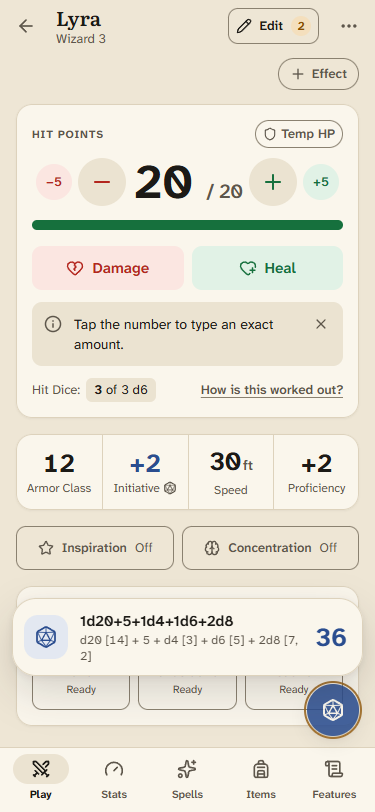 Lyra
Wizard 3
Edit 2
Effect
HIT POINTS
Temp HP
−5
20 / 20
+5
Damage
Heal
Tap the number to type an exact
amount.
Hit Dice: 3 of 3 d6
How is this worked out?
12
Armor Class
+2
Initiative
30 ft
Speed
+2
Proficiency
Inspiration Off
Concentration Off
1d20+5+1d4+1d6+2d8
d20 [14] + 5 + d4 [3] + d6 [5] + 2d8 [7,
2]
36
Ready
Ready
Ready
Play
Stats
Spells
Items
Features